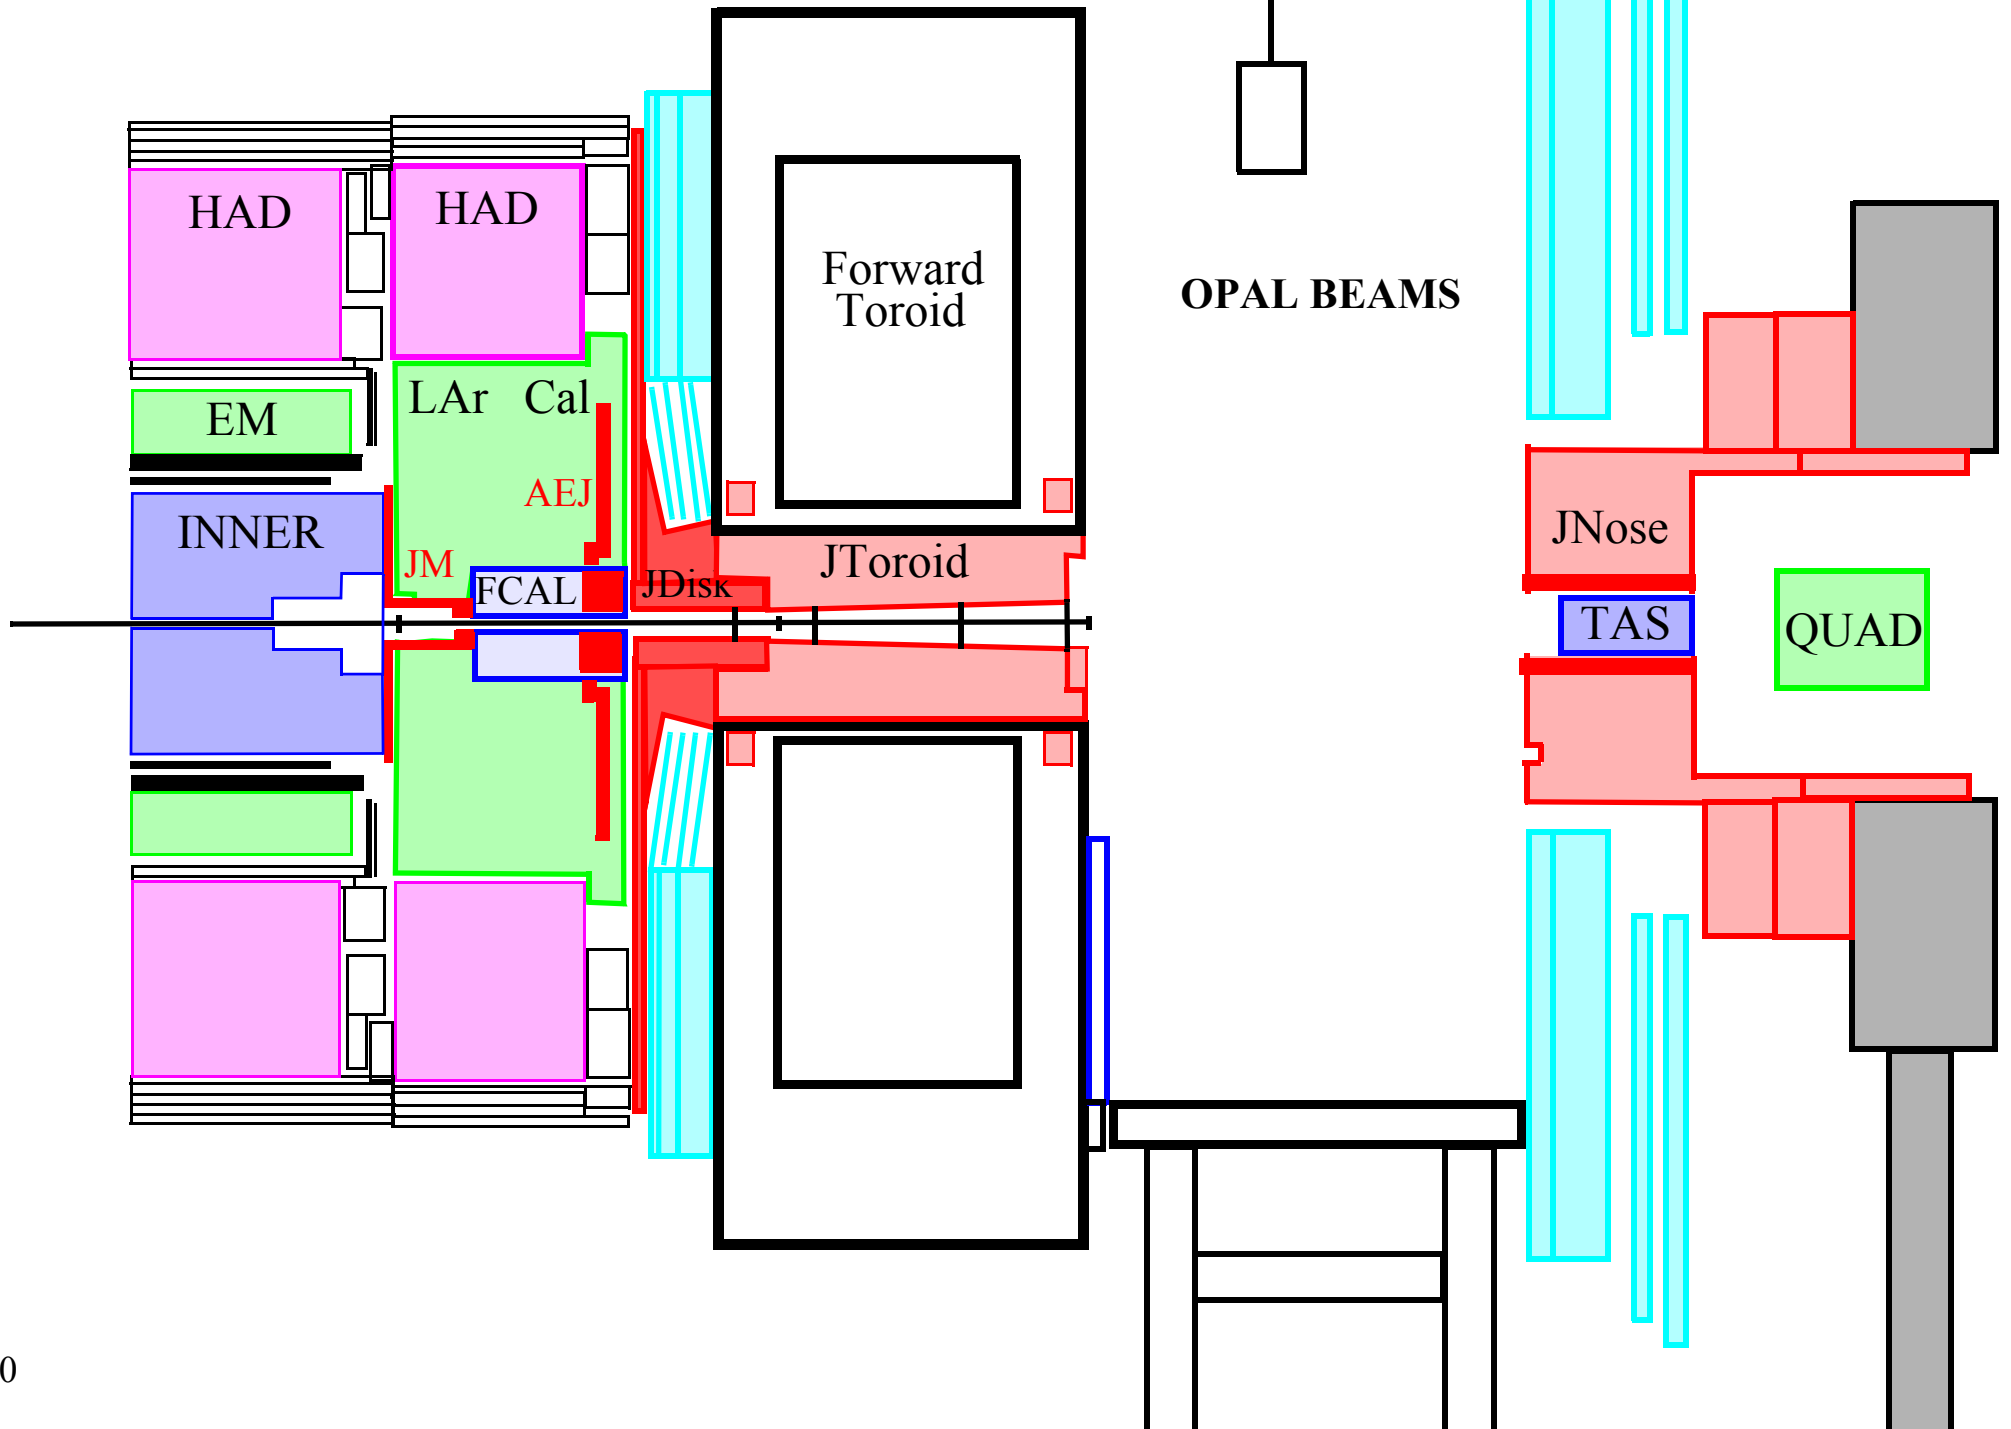 HAD
HAD
Forward
Toroid
OPAL BEAMS
LAr Cal
EM
AEJ
INNER
JM
FCAL
JDisk
JToroid
JNose
TAS
QUAD
0